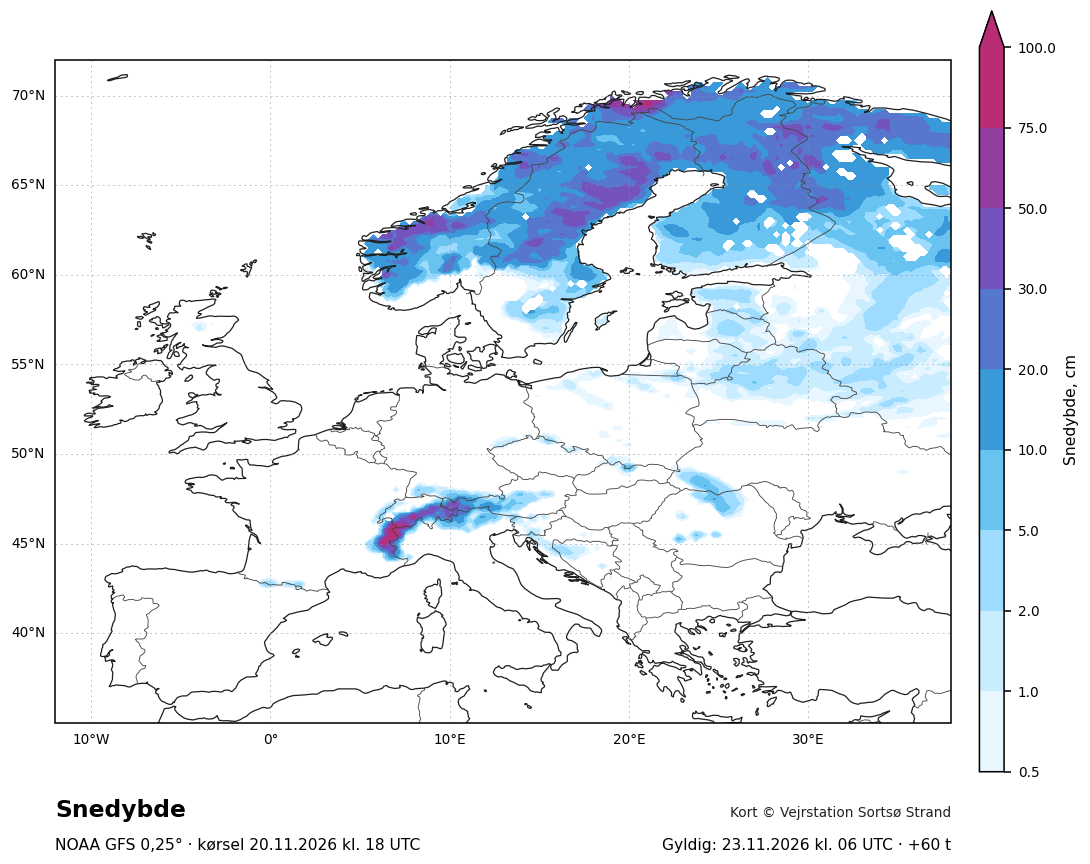 100.0
75.0
50.0
30.0
20.0
10.0
5.0
2.0
1.0
0.5
Snedybde, cm
70°N
65°N
60°N
55°N
50°N
45°N
40°N
10°W 0° 10°E 20°E 30°E
Snedybde
Kort © Vejrstation Sortsø Strand
NOAA GFS 0,25° · kørsel 20.11.2026 kl. 18 UTC
Gyldig: 23.11.2026 kl. 06 UTC · +60 t